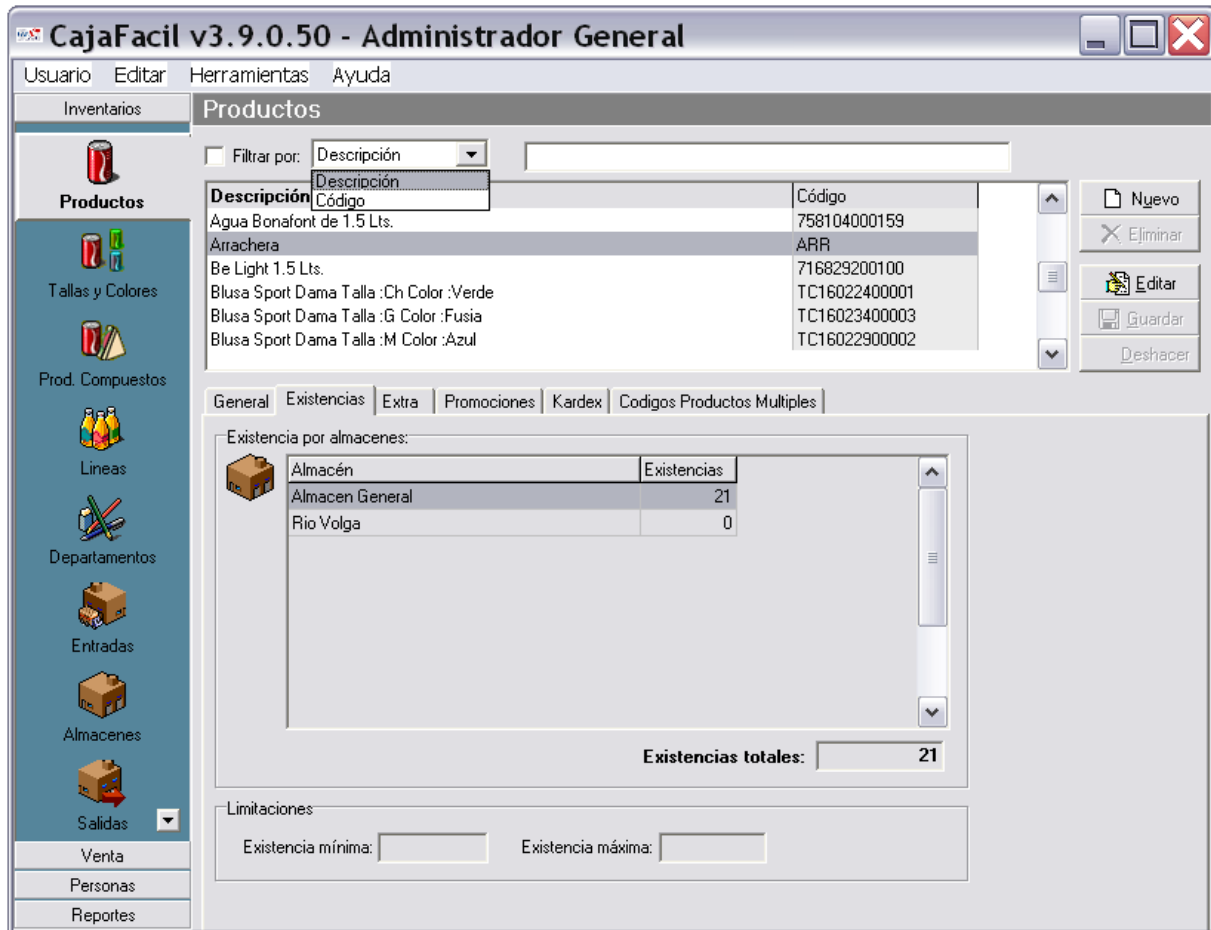 CajaFacil v3.9.0.50 - Administrador General
Usuario Editar Herramientas Ayuda
Inventarios
Productos
Tallas y Colores
Prod. Compuestos
Lineas
Departamentos
Entradas
Almacenes
Salidas
Venta
Personas
Reportes
Productos
Filtrar por: Descripción
Descripción
Código
Descripción Código
Agua Bonafont de 1.5 Lts. 758104000159
Arrachera ARR
Be Light 1.5 Lts. 716829200100
Blusa Sport Dama Talla :Ch Color :Verde TC16022400001
Blusa Sport Dama Talla :G Color :Fusia TC16023400003
Blusa Sport Dama Talla :M Color :Azul TC16022900002
Nuevo
Eliminar
Editar
Guardar
Deshacer
General Existencias Extra Promociones Kardex Codigos Productos Multiples
Existencia por almacenes:
Almacén Existencias
Almacen General 21
Rio Volga 0
Existencias totales: 21
Limitaciones
Existencia mínima: Existencia máxima: